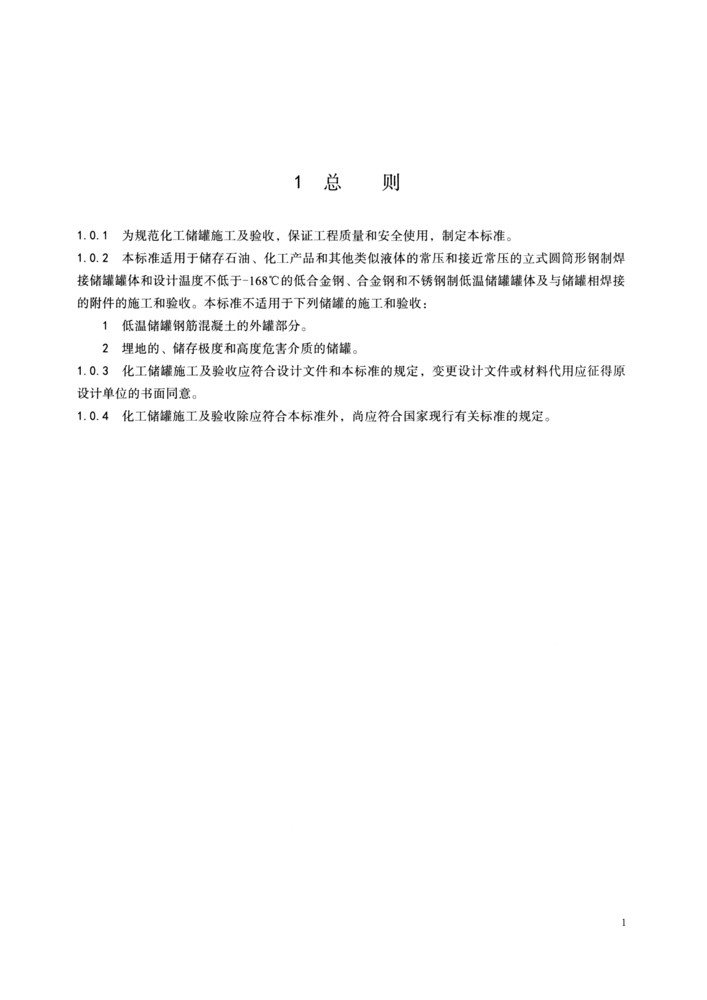 1 总 则
1.0.1 为规范化工储罐施工及验收，保证工程质量和安全使用，制定本标准。
1.0.2 本标准适用于储存石油、化工产品和其他类似液体的常压和接近常压的立式圆筒形钢制焊
接储罐罐体和设计温度不低于-168℃的低合金钢、合金钢和不锈钢制低温储罐罐体及与储罐相焊接
的附件的施工和验收。本标准不适用于下列储罐的施工和验收：
1 低温储罐钢筋混凝土的外罐部分。
2 埋地的、储存极度和高度危害介质的储罐。
1.0.3 化工储罐施工及验收应符合设计文件和本标准的规定，变更设计文件或材料代用应征得原
设计单位的书面同意。
1.0.4 化工储罐施工及验收除应符合本标准外，尚应符合国家现行有关标准的规定。
1